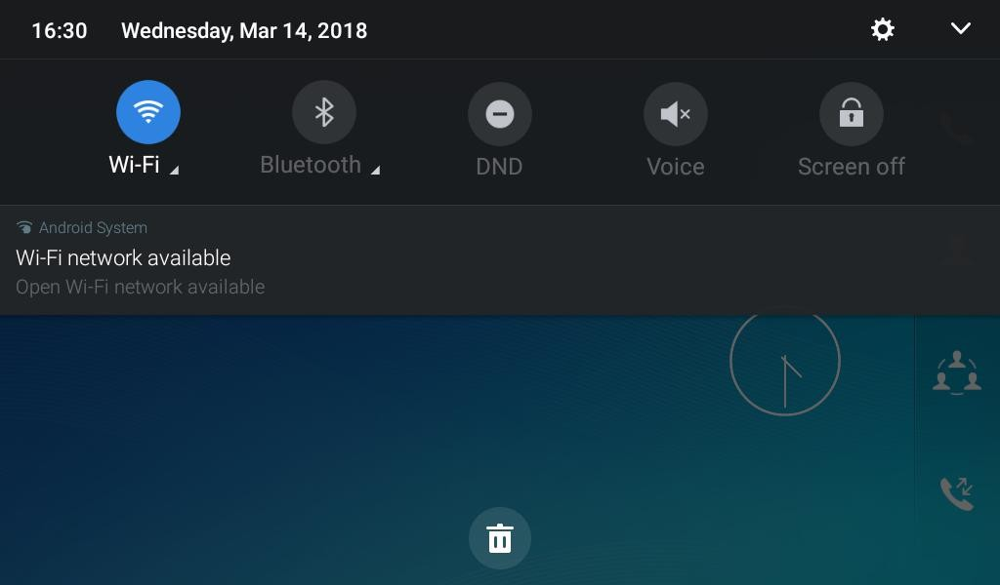 16:30 Wednesday, Mar 14, 2018
Wi-Fi Bluetooth DND Voice Screen off
Android System
Wi-Fi network available
Open Wi-Fi network available